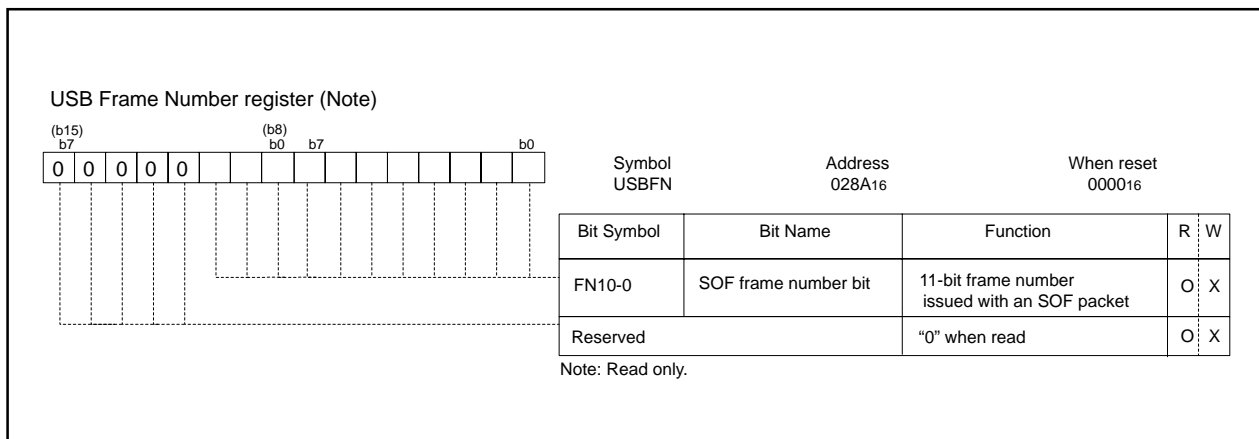 USB Frame Number register (Note)
(b15) (b8)
b7 b0 b7 b0
0 0 0 0 0
Symbol Address When reset
USBFN 028A16 000016
Bit Symbol Bit Name Function R W
FN10-0 SOF frame number bit 11-bit frame number
issued with an SOF packet O X
Reserved “0” when read O X
Note: Read only.